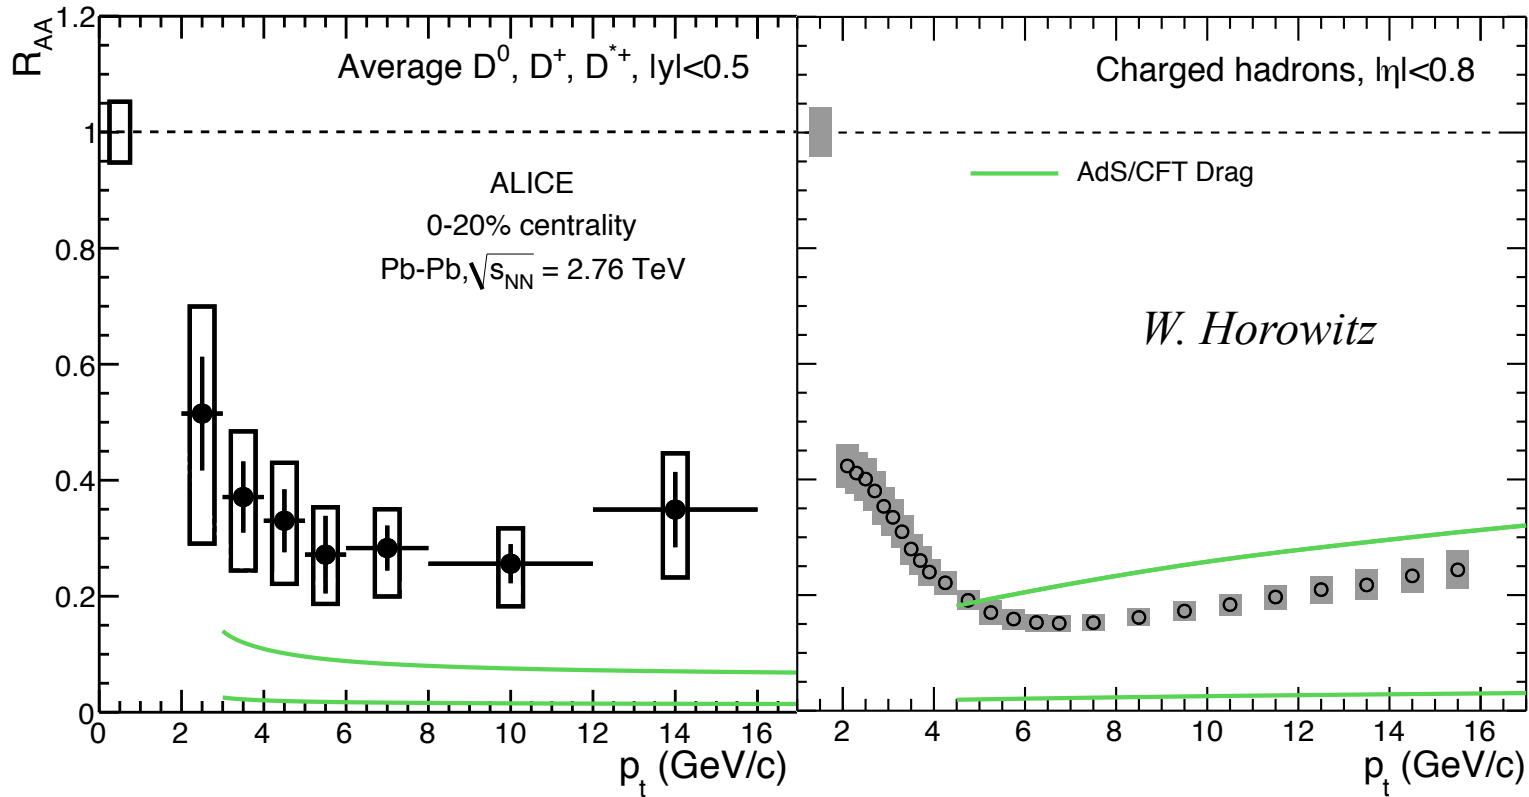 R_AA
1.2
1
0.8
0.6
0.4
0.2
0
Average D^0, D^+, D^*+, |y|<0.5
ALICE
0-20% centrality
Pb-Pb,√s_NN = 2.76 TeV
0 2 4 6 8 10 12 14 16
p_t (GeV/c)
Charged hadrons, |η|<0.8
AdS/CFT Drag
W. Horowitz
2 4 6 8 10 12 14 16
p_t (GeV/c)